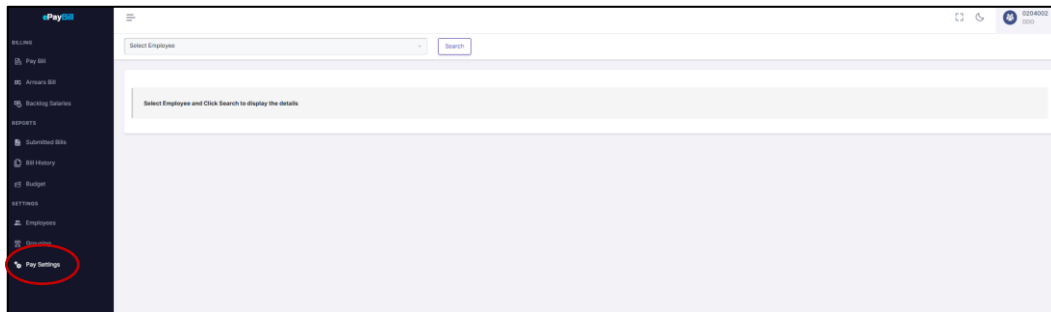 ePayBill
BILLING
Pay Bill
Arrears Bill
Backlog Salaries
REPORTS
Submitted Bills
Bill History
Budget
SETTINGS
Employees
Grouping
Pay Settings
0204002
DDO
Select Employee
Search
Select Employee and Click Search to display the details